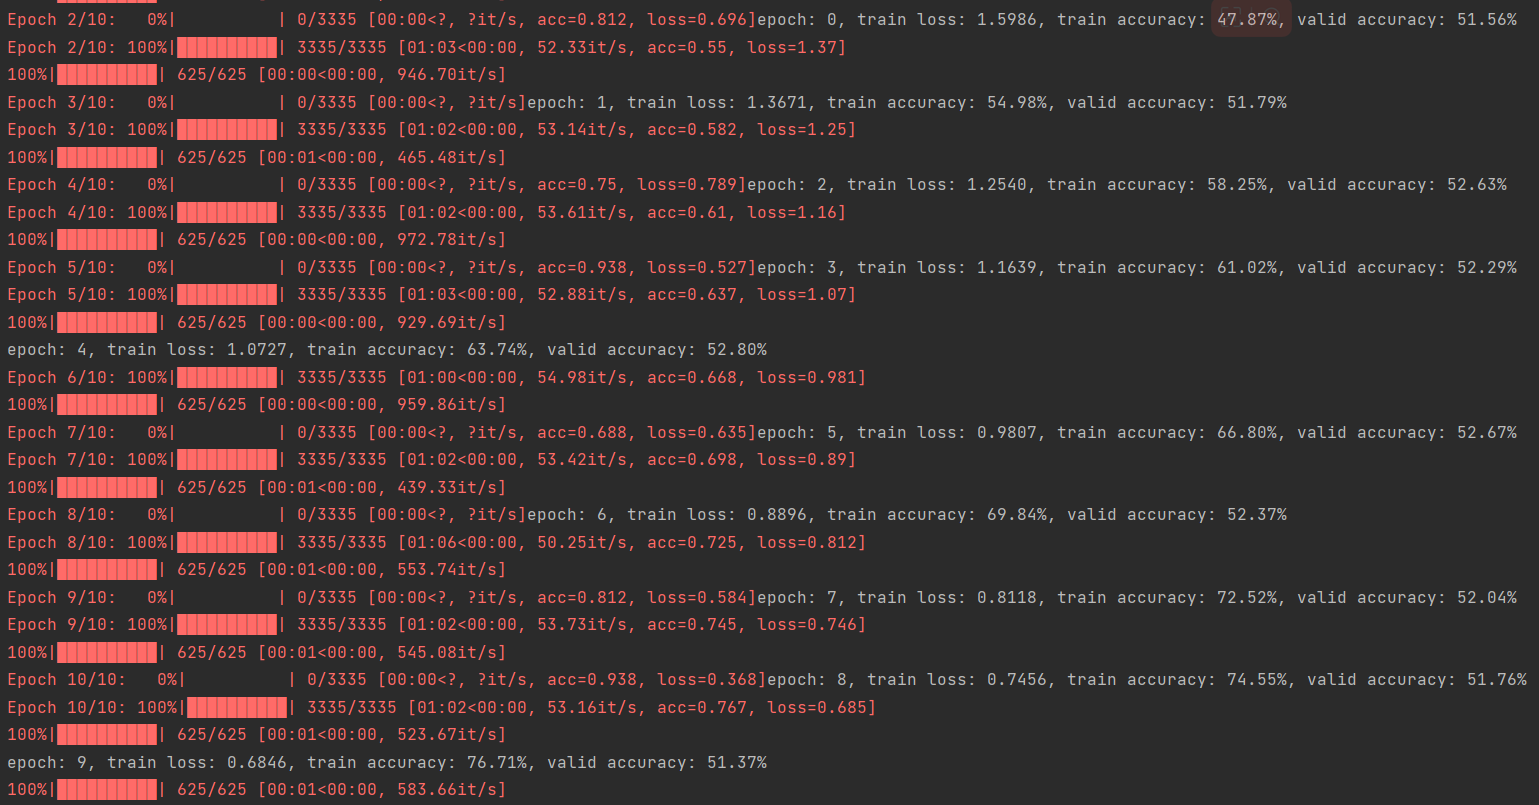 Epoch 2/10:   0%|          | 0/3335 [00:00<?, ?it/s, acc=0.812, loss=0.696]epoch: 0, train loss: 1.5986, train accuracy: 47.87%, valid accuracy: 51.56%
Epoch 2/10: 100%|██████████| 3335/3335 [01:03<00:00, 52.33it/s, acc=0.55, loss=1.37]
100%|██████████| 625/625 [00:00<00:00, 946.70it/s]
Epoch 3/10:   0%|          | 0/3335 [00:00<?, ?it/s]epoch: 1, train loss: 1.3671, train accuracy: 54.98%, valid accuracy: 51.79%
Epoch 3/10: 100%|██████████| 3335/3335 [01:02<00:00, 53.14it/s, acc=0.582, loss=1.25]
100%|██████████| 625/625 [00:01<00:00, 465.48it/s]
Epoch 4/10:   0%|          | 0/3335 [00:00<?, ?it/s, acc=0.75, loss=0.789]epoch: 2, train loss: 1.2540, train accuracy: 58.25%, valid accuracy: 52.63%
Epoch 4/10: 100%|██████████| 3335/3335 [01:02<00:00, 53.61it/s, acc=0.61, loss=1.16]
100%|██████████| 625/625 [00:00<00:00, 972.78it/s]
Epoch 5/10:   0%|          | 0/3335 [00:00<?, ?it/s, acc=0.938, loss=0.527]epoch: 3, train loss: 1.1639, train accuracy: 61.02%, valid accuracy: 52.29%
Epoch 5/10: 100%|██████████| 3335/3335 [01:03<00:00, 52.88it/s, acc=0.637, loss=1.07]
100%|██████████| 625/625 [00:00<00:00, 929.69it/s]
epoch: 4, train loss: 1.0727, train accuracy: 63.74%, valid accuracy: 52.80%
Epoch 6/10: 100%|██████████| 3335/3335 [01:00<00:00, 54.98it/s, acc=0.668, loss=0.981]
100%|██████████| 625/625 [00:00<00:00, 959.86it/s]
Epoch 7/10:   0%|          | 0/3335 [00:00<?, ?it/s, acc=0.688, loss=0.635]epoch: 5, train loss: 0.9807, train accuracy: 66.80%, valid accuracy: 52.67%
Epoch 7/10: 100%|██████████| 3335/3335 [01:02<00:00, 53.42it/s, acc=0.698, loss=0.89]
100%|██████████| 625/625 [00:01<00:00, 439.33it/s]
Epoch 8/10:   0%|          | 0/3335 [00:00<?, ?it/s]epoch: 6, train loss: 0.8896, train accuracy: 69.84%, valid accuracy: 52.37%
Epoch 8/10: 100%|██████████| 3335/3335 [01:06<00:00, 50.25it/s, acc=0.725, loss=0.812]
100%|██████████| 625/625 [00:01<00:00, 553.74it/s]
Epoch 9/10:   0%|          | 0/3335 [00:00<?, ?it/s, acc=0.812, loss=0.584]epoch: 7, train loss: 0.8118, train accuracy: 72.52%, valid accuracy: 52.04%
Epoch 9/10: 100%|██████████| 3335/3335 [01:02<00:00, 53.73it/s, acc=0.745, loss=0.746]
100%|██████████| 625/625 [00:01<00:00, 545.08it/s]
Epoch 10/10:   0%|          | 0/3335 [00:00<?, ?it/s, acc=0.938, loss=0.368]epoch: 8, train loss: 0.7456, train accuracy: 74.55%, valid accuracy: 51.76%
Epoch 10/10: 100%|██████████| 3335/3335 [01:02<00:00, 53.16it/s, acc=0.767, loss=0.685]
100%|██████████| 625/625 [00:01<00:00, 523.67it/s]
epoch: 9, train loss: 0.6846, train accuracy: 76.71%, valid accuracy: 51.37%
100%|██████████| 625/625 [00:01<00:00, 583.66it/s]